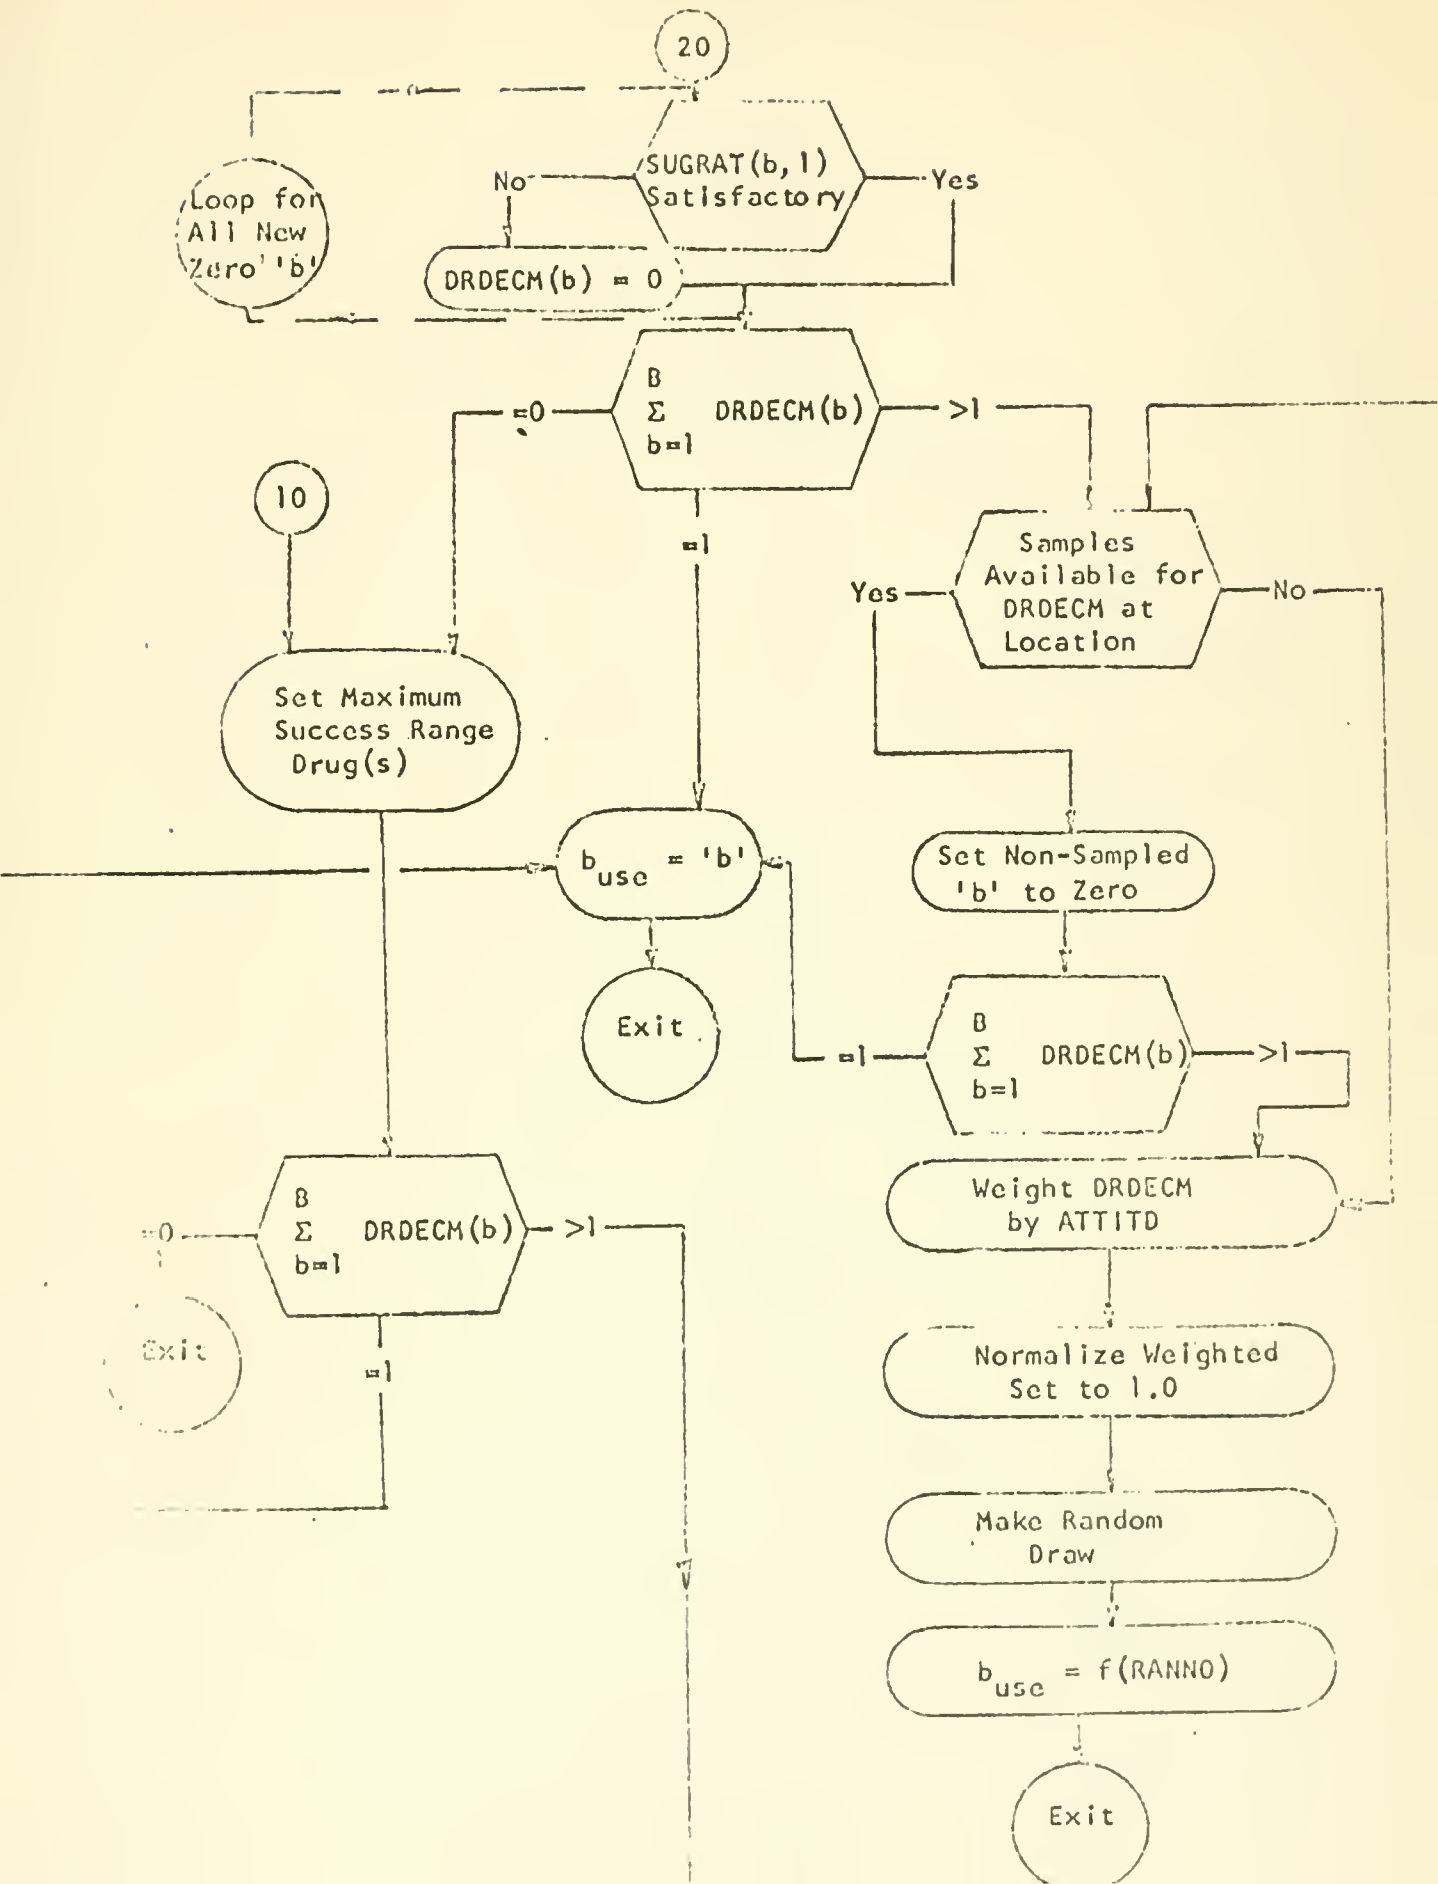 20
SUGRAT(b,1)
Satisfactory
No
Yes
Loop for
All New
Zero 'b'
DRDECM(b) = 0
B
Σ DRDECM(b)
b=1
=0
>1
=1
10
Samples
Available for
DRDECM at
Location
Yes
No
Set Maximum
Success Range
Drug(s)
b use = 'b'
Exit
Set Non-Sampled
'b' to Zero
B
Σ DRDECM(b)
b=1
=1
>1
Weight DRDECM
by ATTITD
B
Σ DRDECM(b)
b=1
=0
>1
=1
Exit
Normalize Weighted
Set to 1.0
Make Random
Draw
b use = f(RANNO)
Exit